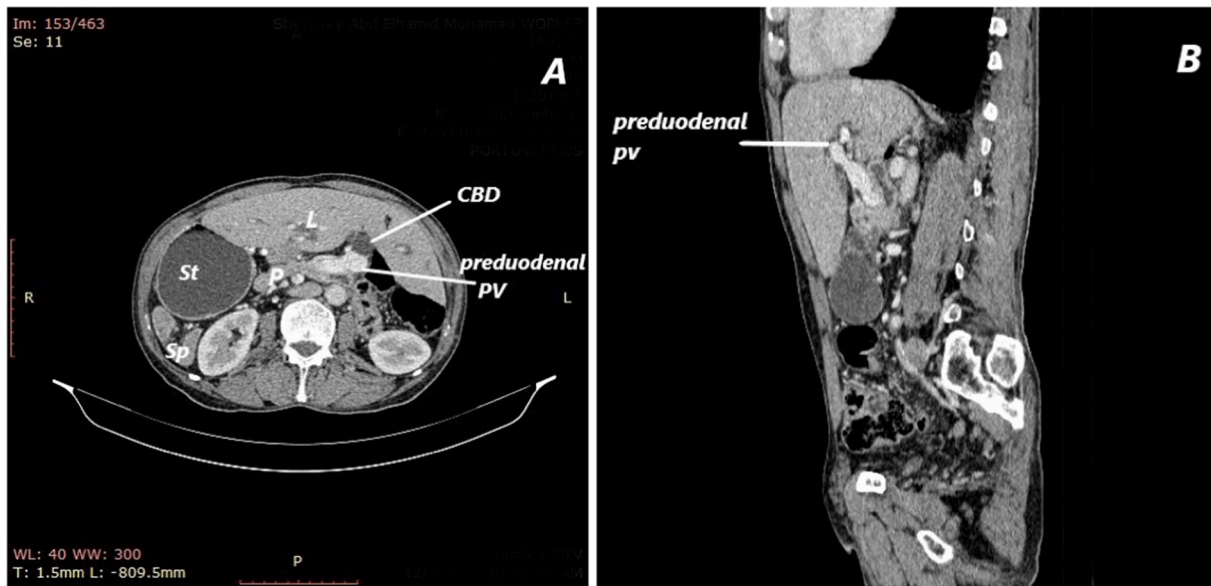 Im: 153/463
Se: 11
A
A
CBD
L
preduodenal
PV
St
P
R
L
Sp
WL: 40 WW: 300
T: 1.5mm L: -809.5mm
P
B
preduodenal
pv